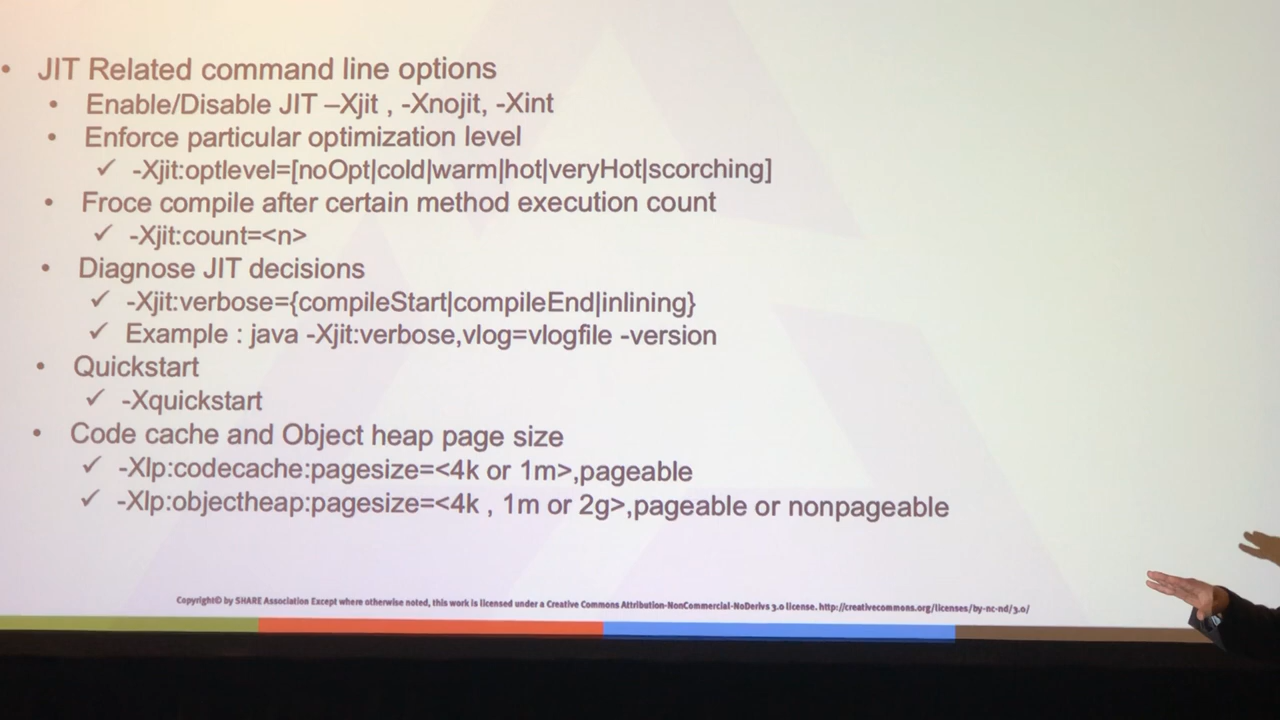 • JIT Related command line options
• Enable/Disable JIT –Xjit , -Xnojit, -Xint
• Enforce particular optimization level
✓ -Xjit:optlevel=[noOpt|cold|warm|hot|veryHot|scorching]
• Froce compile after certain method execution count
✓ -Xjit:count=<n>
• Diagnose JIT decisions
✓ -Xjit:verbose={compileStart|compileEnd|inlining}
✓ Example : java -Xjit:verbose,vlog=vlogfile -version
• Quickstart
✓ -Xquickstart
• Code cache and Object heap page size
✓ -Xlp:codecache:pagesize=<4k or 1m>,pageable
✓ -Xlp:objectheap:pagesize=<4k , 1m or 2g>,pageable or nonpageable
Copyright© by SHARE Association Except where otherwise noted, this work is licensed under a Creative Commons Attribution-NonCommercial-NoDerivs 3.0 license. http://creativecommons.org/licenses/by-nc-nd/3.0/